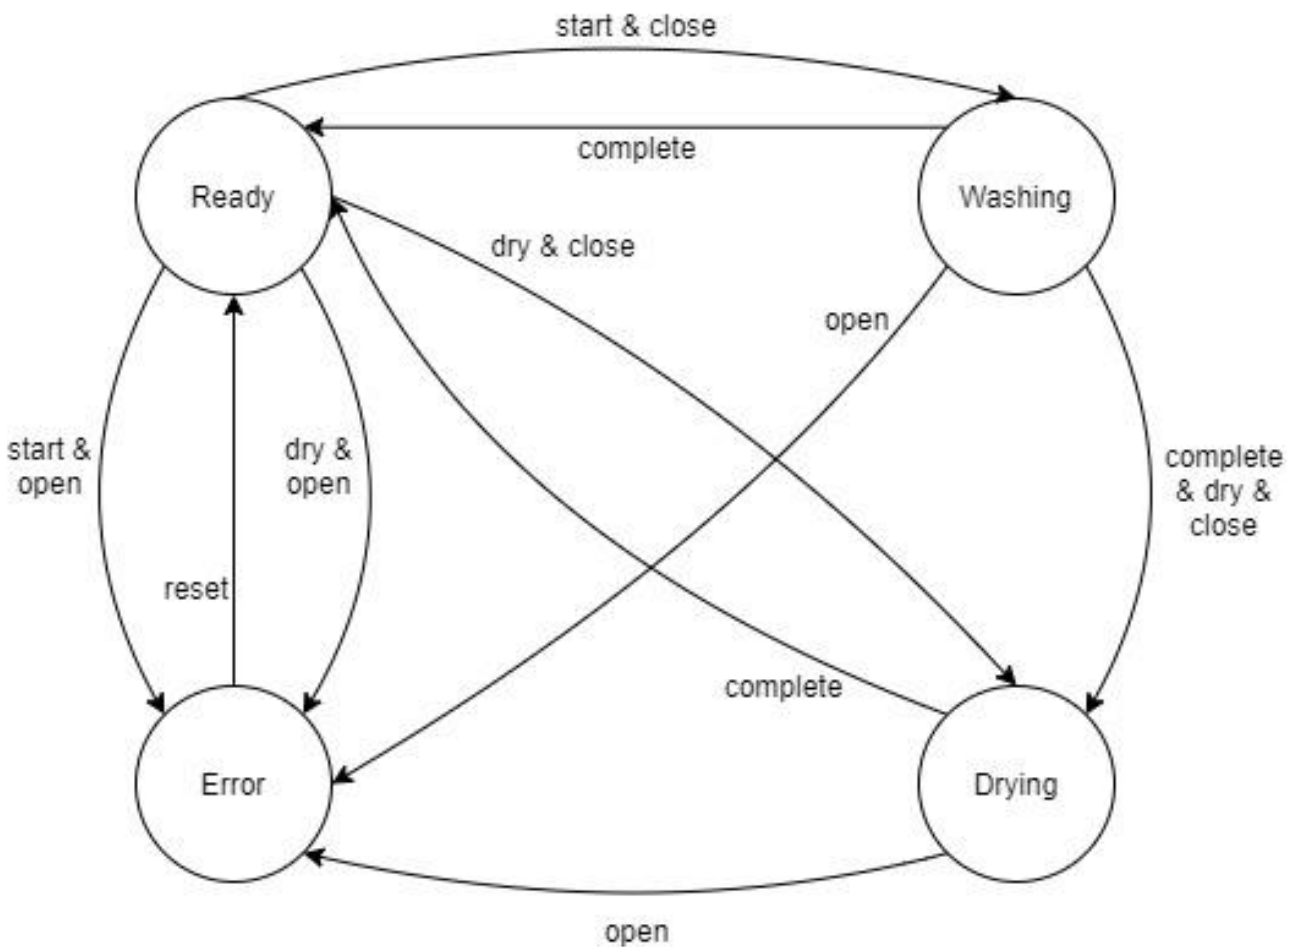 start & close
complete
Ready
Washing
dry & close
open
start &
open
dry &
open
complete
& dry &
close
reset
complete
Error
Drying
open